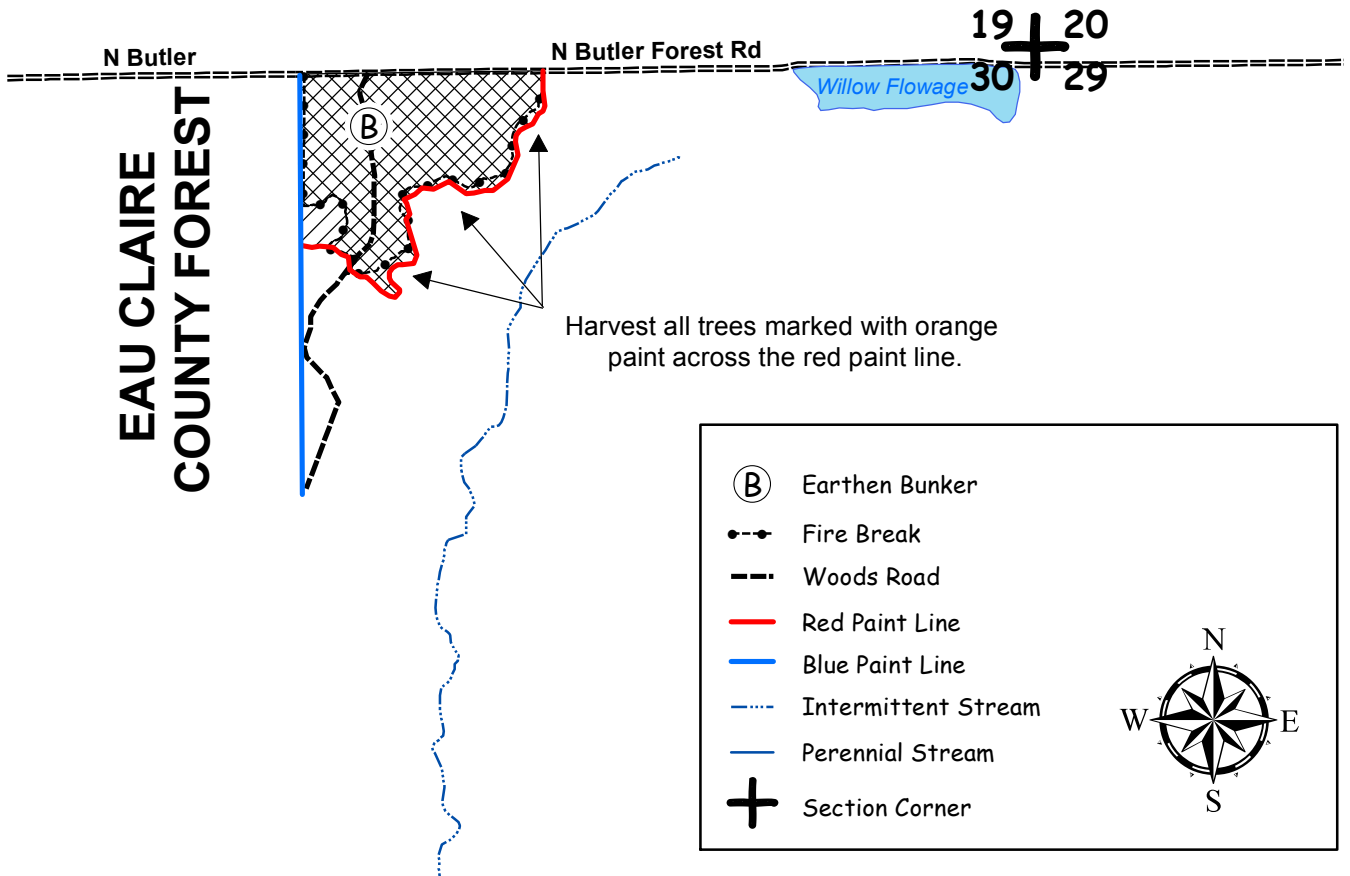 19 20
N Butler
N Butler Forest Rd
30 29
Willow Flowage
B
EAU CLAIRE
COUNTY FOREST
Harvest all trees marked with orange
paint across the red paint line.
B Earthen Bunker
Fire Break
Woods Road
Red Paint Line
Blue Paint Line
Intermittent Stream
Perennial Stream
Section Corner
N
W E
S